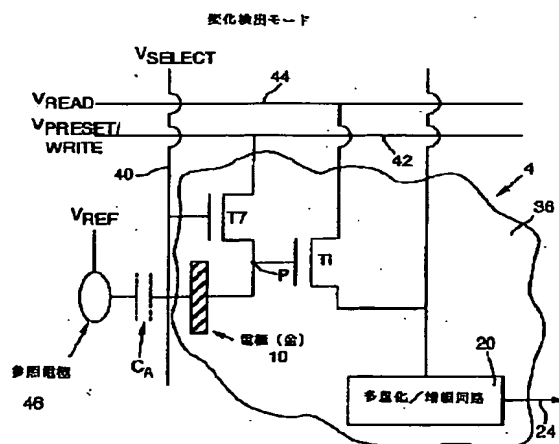 変化検出モード
VSELECT
VREAD
44
VPRESET/
WRITE
42
40
4
36
VREF
T7
P
T1
電極(金)
10
CA
参照電極
46
20
多重化/増幅回路
24